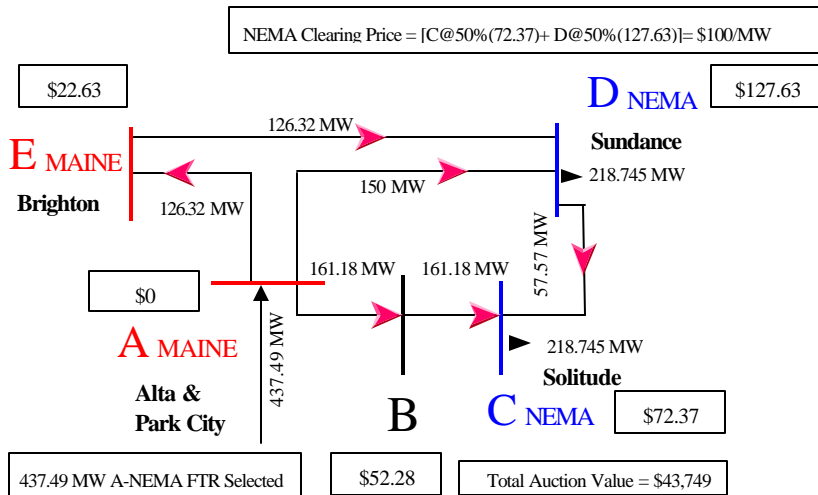 NEMA Clearing Price = [C@50%(72.37)+ D@50%(127.63)]= $100/MW
$22.63
D NEMA
$127.63
126.32 MW
E MAINE
Sundance
Brighton
126.32 MW
150 MW
218.745 MW
57.57 MW
$0
161.18 MW
161.18 MW
A MAINE
437.49 MW
218.745 MW
Alta &
Park City
Solitude
B
C NEMA
$72.37
437.49 MW A-NEMA FTR Selected
$52.28
Total Auction Value = $43,749